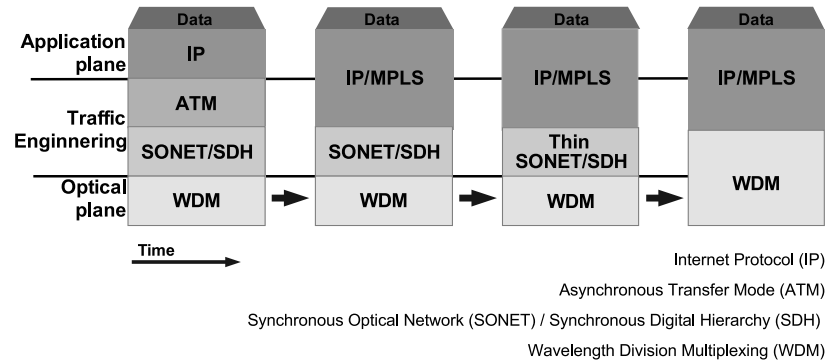 Data
Data
Data
Data
Application
plane
IP
IP/MPLS
IP/MPLS
IP/MPLS
ATM
Traffic
Enginnering
SONET/SDH
SONET/SDH
Thin
SONET/SDH
Optical
plane
WDM
WDM
WDM
WDM
Time
Internet Protocol (IP)
Asynchronous Transfer Mode (ATM)
Synchronous Optical Network (SONET) / Synchronous Digital Hierarchy (SDH)
Wavelength Division Multiplexing (WDM)